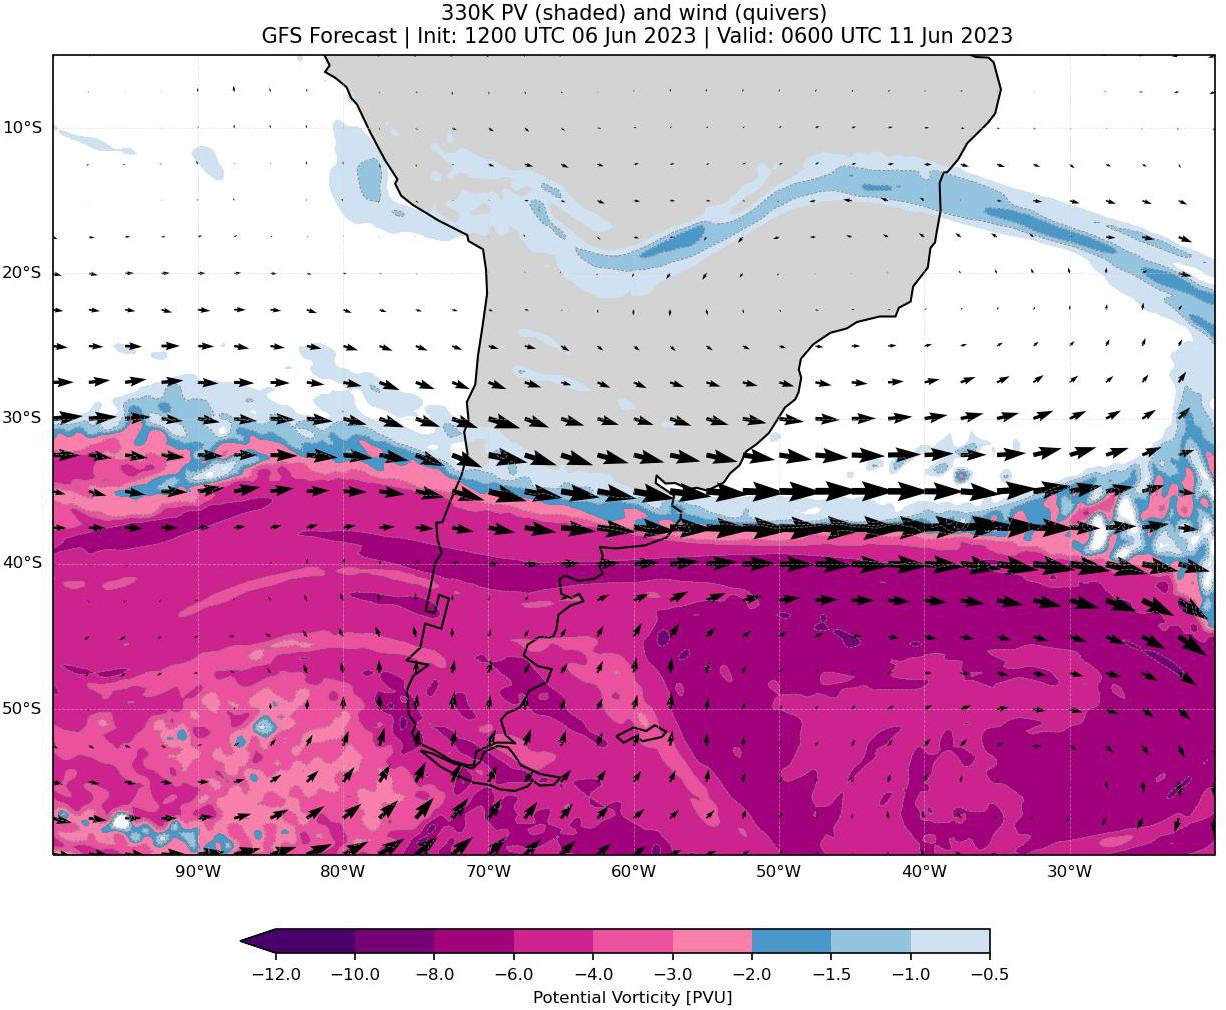 330K PV (shaded) and wind (quivers)
GFS Forecast | Init: 1200 UTC 06 Jun 2023 | Valid: 0600 UTC 11 Jun 2023
10°S
20°S
30°S
40°S
50°S
90°W 80°W 70°W 60°W 50°W 40°W 30°W
−12.0 −10.0 −8.0 −6.0 −4.0 −3.0 −2.0 −1.5 −1.0 −0.5
Potential Vorticity [PVU]